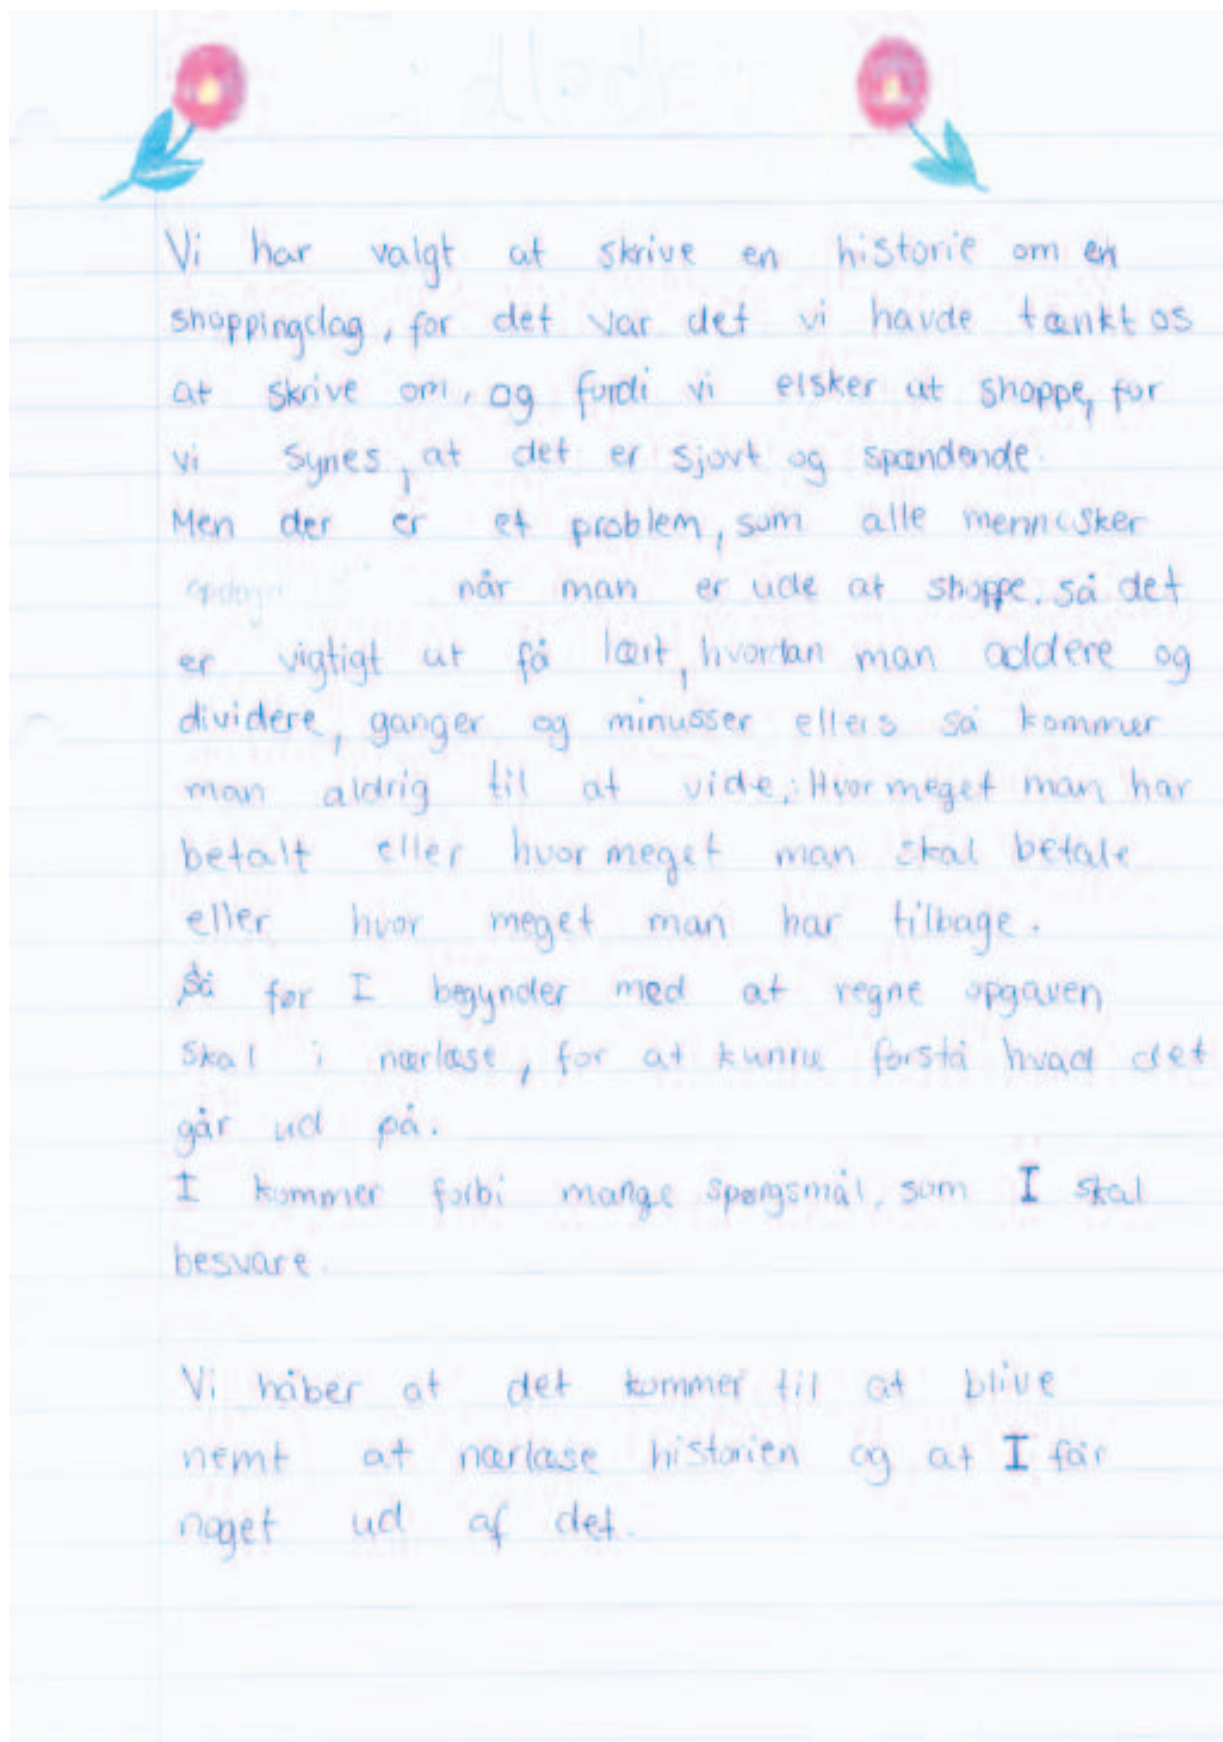 Vi har valgt at skrive en historie om en
shoppingdag, for det var det vi havde tænkt os
at skrive om, og fordi vi elsker at shoppe, for
vi synes, at det er sjovt og spændende.
Men der er et problem, som alle mennesker
når man er ude at shoppe. så det
er vigtigt at få lært, hvordan man addere og
dividere, ganger og minusser ellers så kommer
man aldrig til at vide,: Hvor meget man har
betalt eller hvor meget man skal betale
eller hvor meget man har tilbage.
Så før I begynder med at regne opgaven
skal i nærlæse, for at kunne forstå hvad det
går ud på.
I kommer forbi mange spørgsmål, som I skal
besvare.
Vi håber at det kommer til at blive
nemt at nærlæse historien og at I får
noget ud af det.